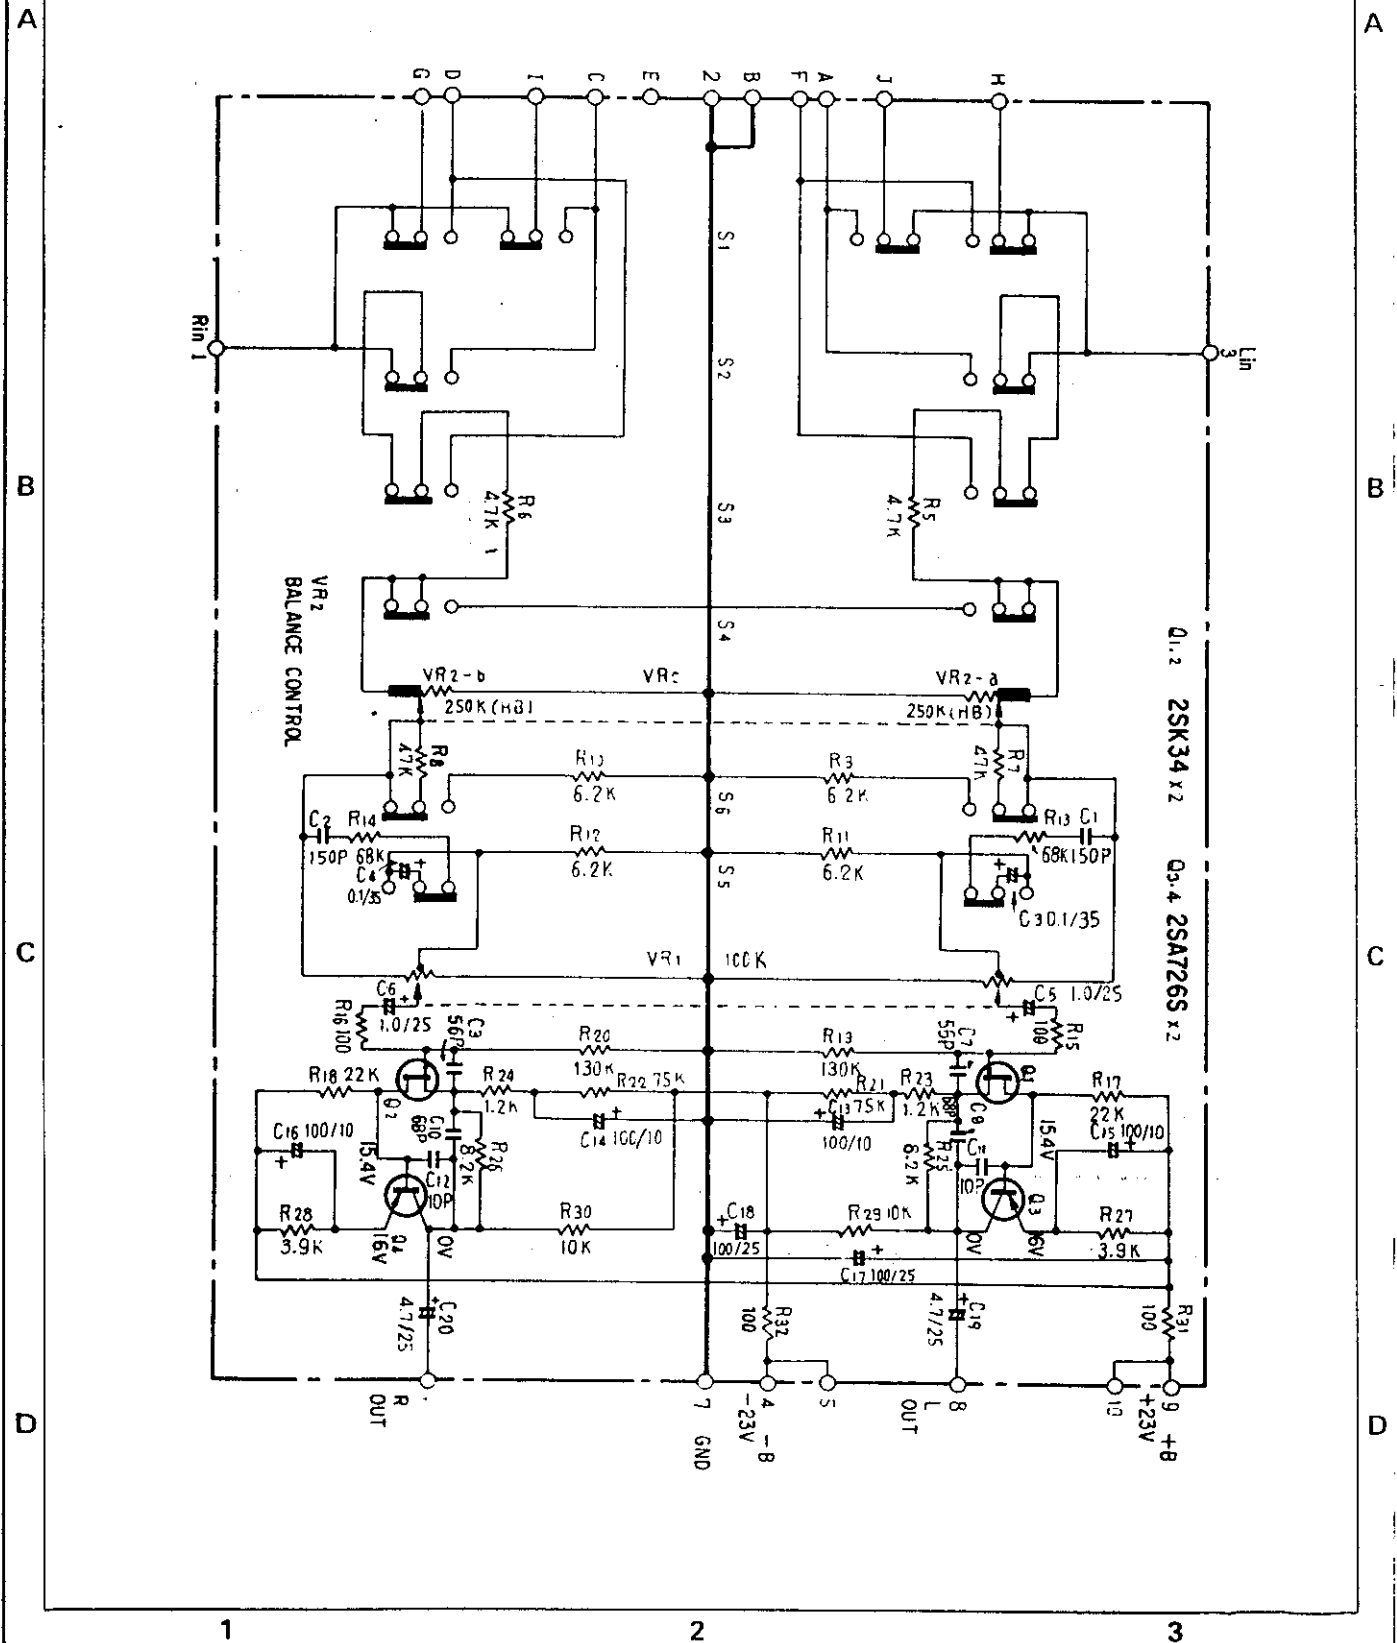 A
A
G
D
I
C
E
2
B
F
A
J
H
S1
Rin 1
S2
Lin 3
B
B
R6
4.7K
S3
R5
4.7K
VR2
BALANCE CONTROL
S4
Q1.2 2SK34 x2
Q3.4 2SA726S x2
VR2-b
250K(HB)
VR2-a
250K(HB)
R8
47K
6.2K
R7
47K
6.2K
S6
C2
150P
R14
68K
R12
6.2K
R11
6.2K
R13
68K
C1
150P
C4
0.1/35
S5
C3 0.1/35
C
C
VR1
100K
C6
1.0/25
C5
1.0/25
R16 100
56P
R20
130K
R13
130K
C7
56P
R15
100
R18 22K
Q2
R24
1.2K
R22 75K
R21
75K
R23
1.2K
Q1
R17
22K
C16 100/10
C10
68P
R26
8.2K
C14 100/10
C13
100/10
68P
R25
8.2K
C15 100/10
15.4V
15.4V
C12
10P
C11
10P
R28
3.9K
Q4
16V
0V
R30
10K
C18
100/25
R29 10K
0V
Q3
16V
R27
3.9K
C17 100/25
C20
4.7/25
R32
100
C19
4.7/25
R31
100
R
OUT
7 GND
4 -B
-23V
5
8 L
OUT
10
9 +B
+23V
D
D
1
2
3